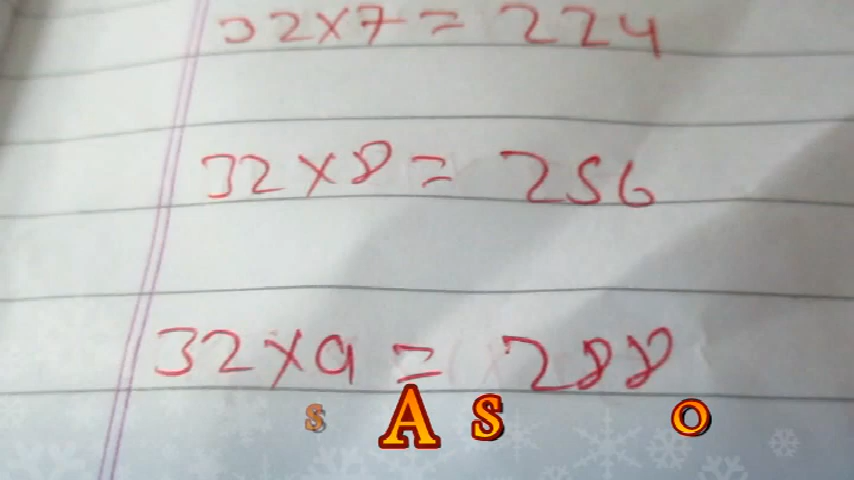 32x7 = 224
32x8 = 256
32x9 = 288
s A s o